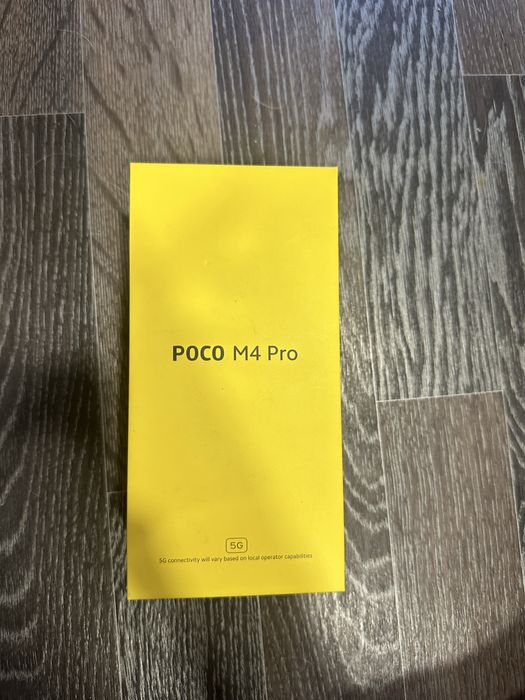 POCO M4 Pro
5G
5G connectivity will vary based on local operator capabilities